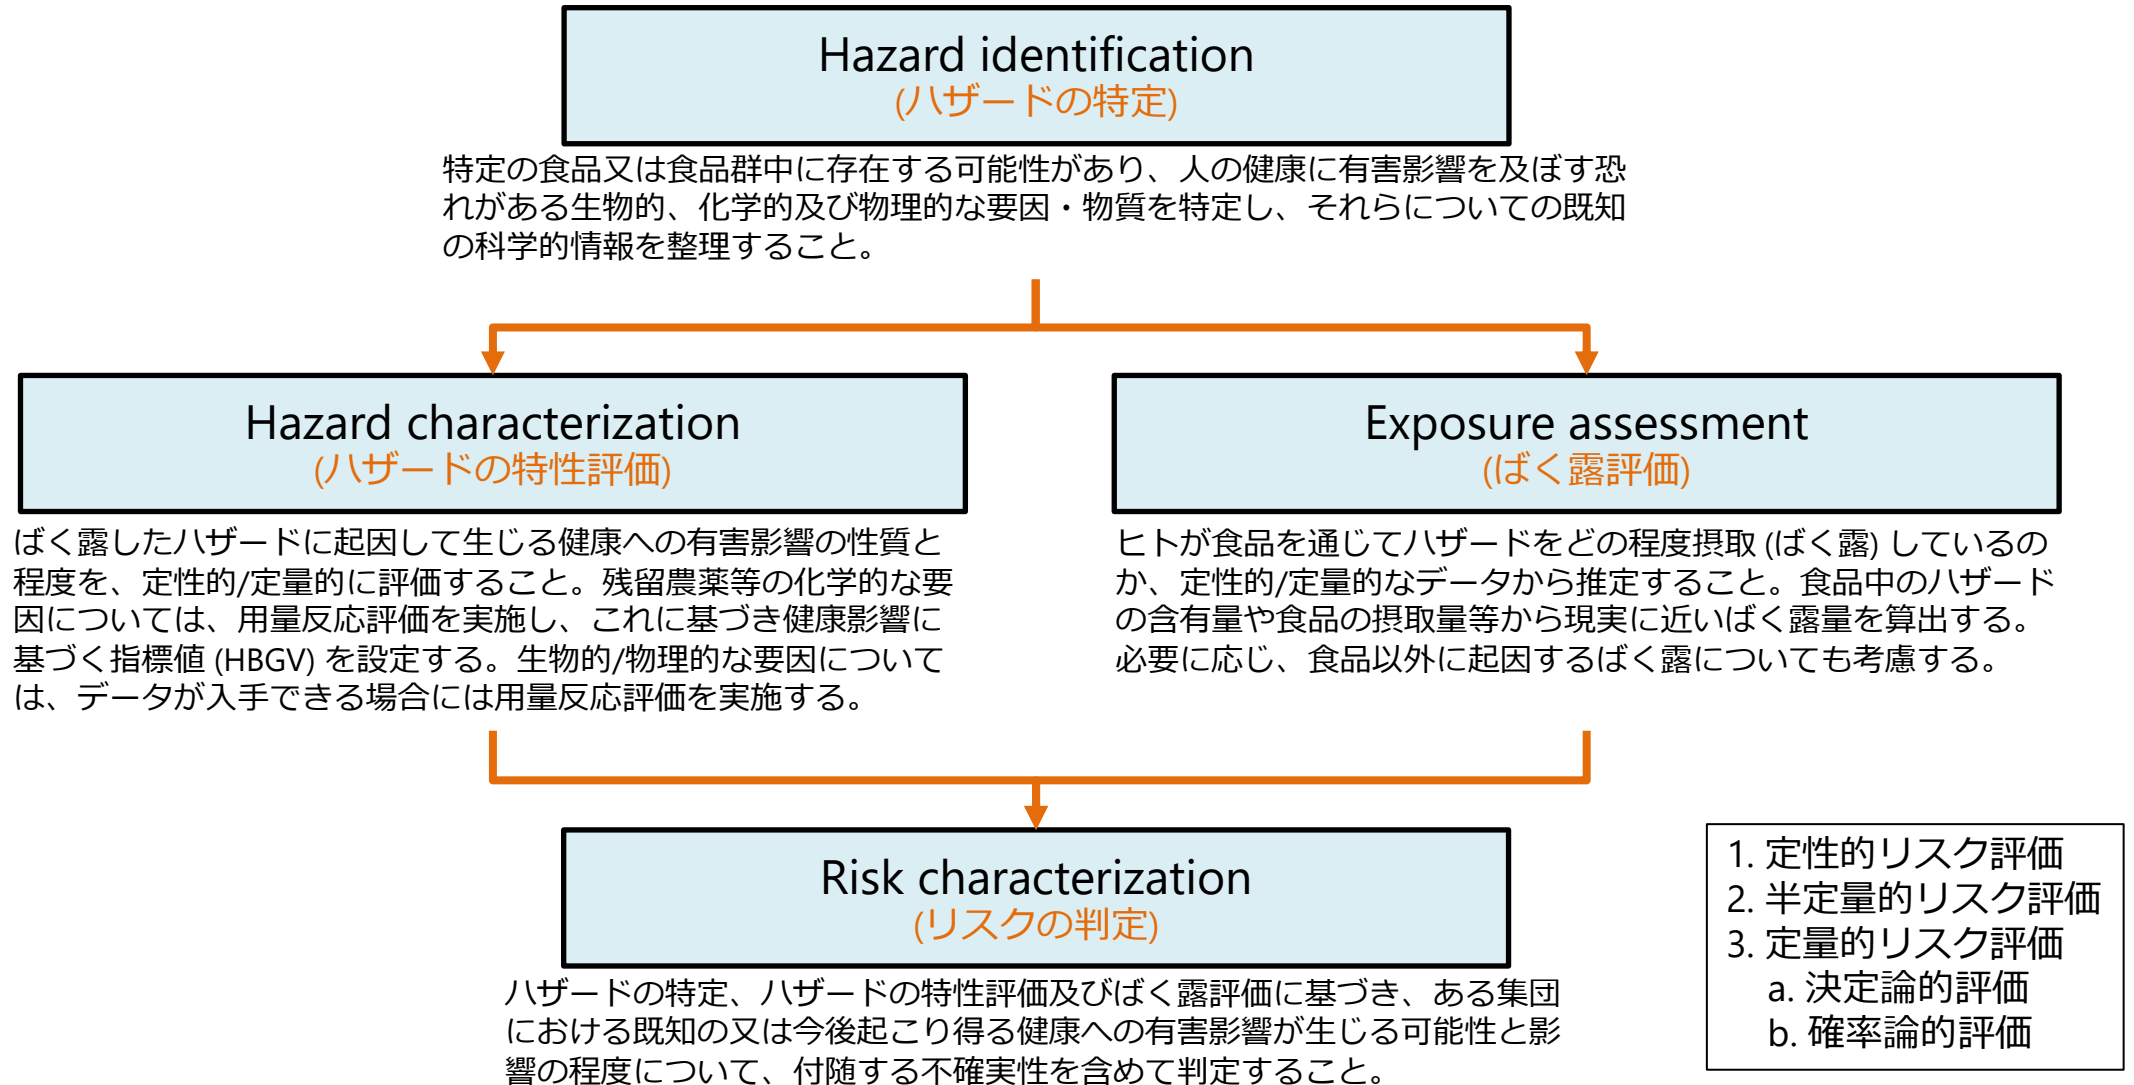 Hazard identification
(ハザードの特定)
特定の食品又は食品群中に存在する可能性があり、人の健康に有害影響を及ぼす恐
れがある生物的、化学的及び物理的な要因・物質を特定し、それらについての既知
の科学的情報を整理すること。
Hazard characterization
(ハザードの特性評価)
ばく露したハザードに起因して生じる健康への有害影響の性質と
程度を、定性的/定量的に評価すること。残留農薬等の化学的な要
因については、用量反応評価を実施し、これに基づき健康影響に
基づく指標値 (HBGV) を設定する。生物的/物理的な要因について
は、データが入手できる場合には用量反応評価を実施する。
Exposure assessment
(ばく露評価)
ヒトが食品を通じてハザードをどの程度摂取 (ばく露) しているの
か、定性的/定量的なデータから推定すること。食品中のハザード
の含有量や食品の摂取量等から現実に近いばく露量を算出する。
必要に応じ、食品以外に起因するばく露についても考慮する。
Risk characterization
(リスクの判定)
ハザードの特定、ハザードの特性評価及びばく露評価に基づき、ある集団
における既知の又は今後起こり得る健康への有害影響が生じる可能性と影
響の程度について、付随する不確実性を含めて判定すること。
1. 定性的リスク評価
2. 半定量的リスク評価
3. 定量的リスク評価
a. 決定論的評価
b. 確率論的評価